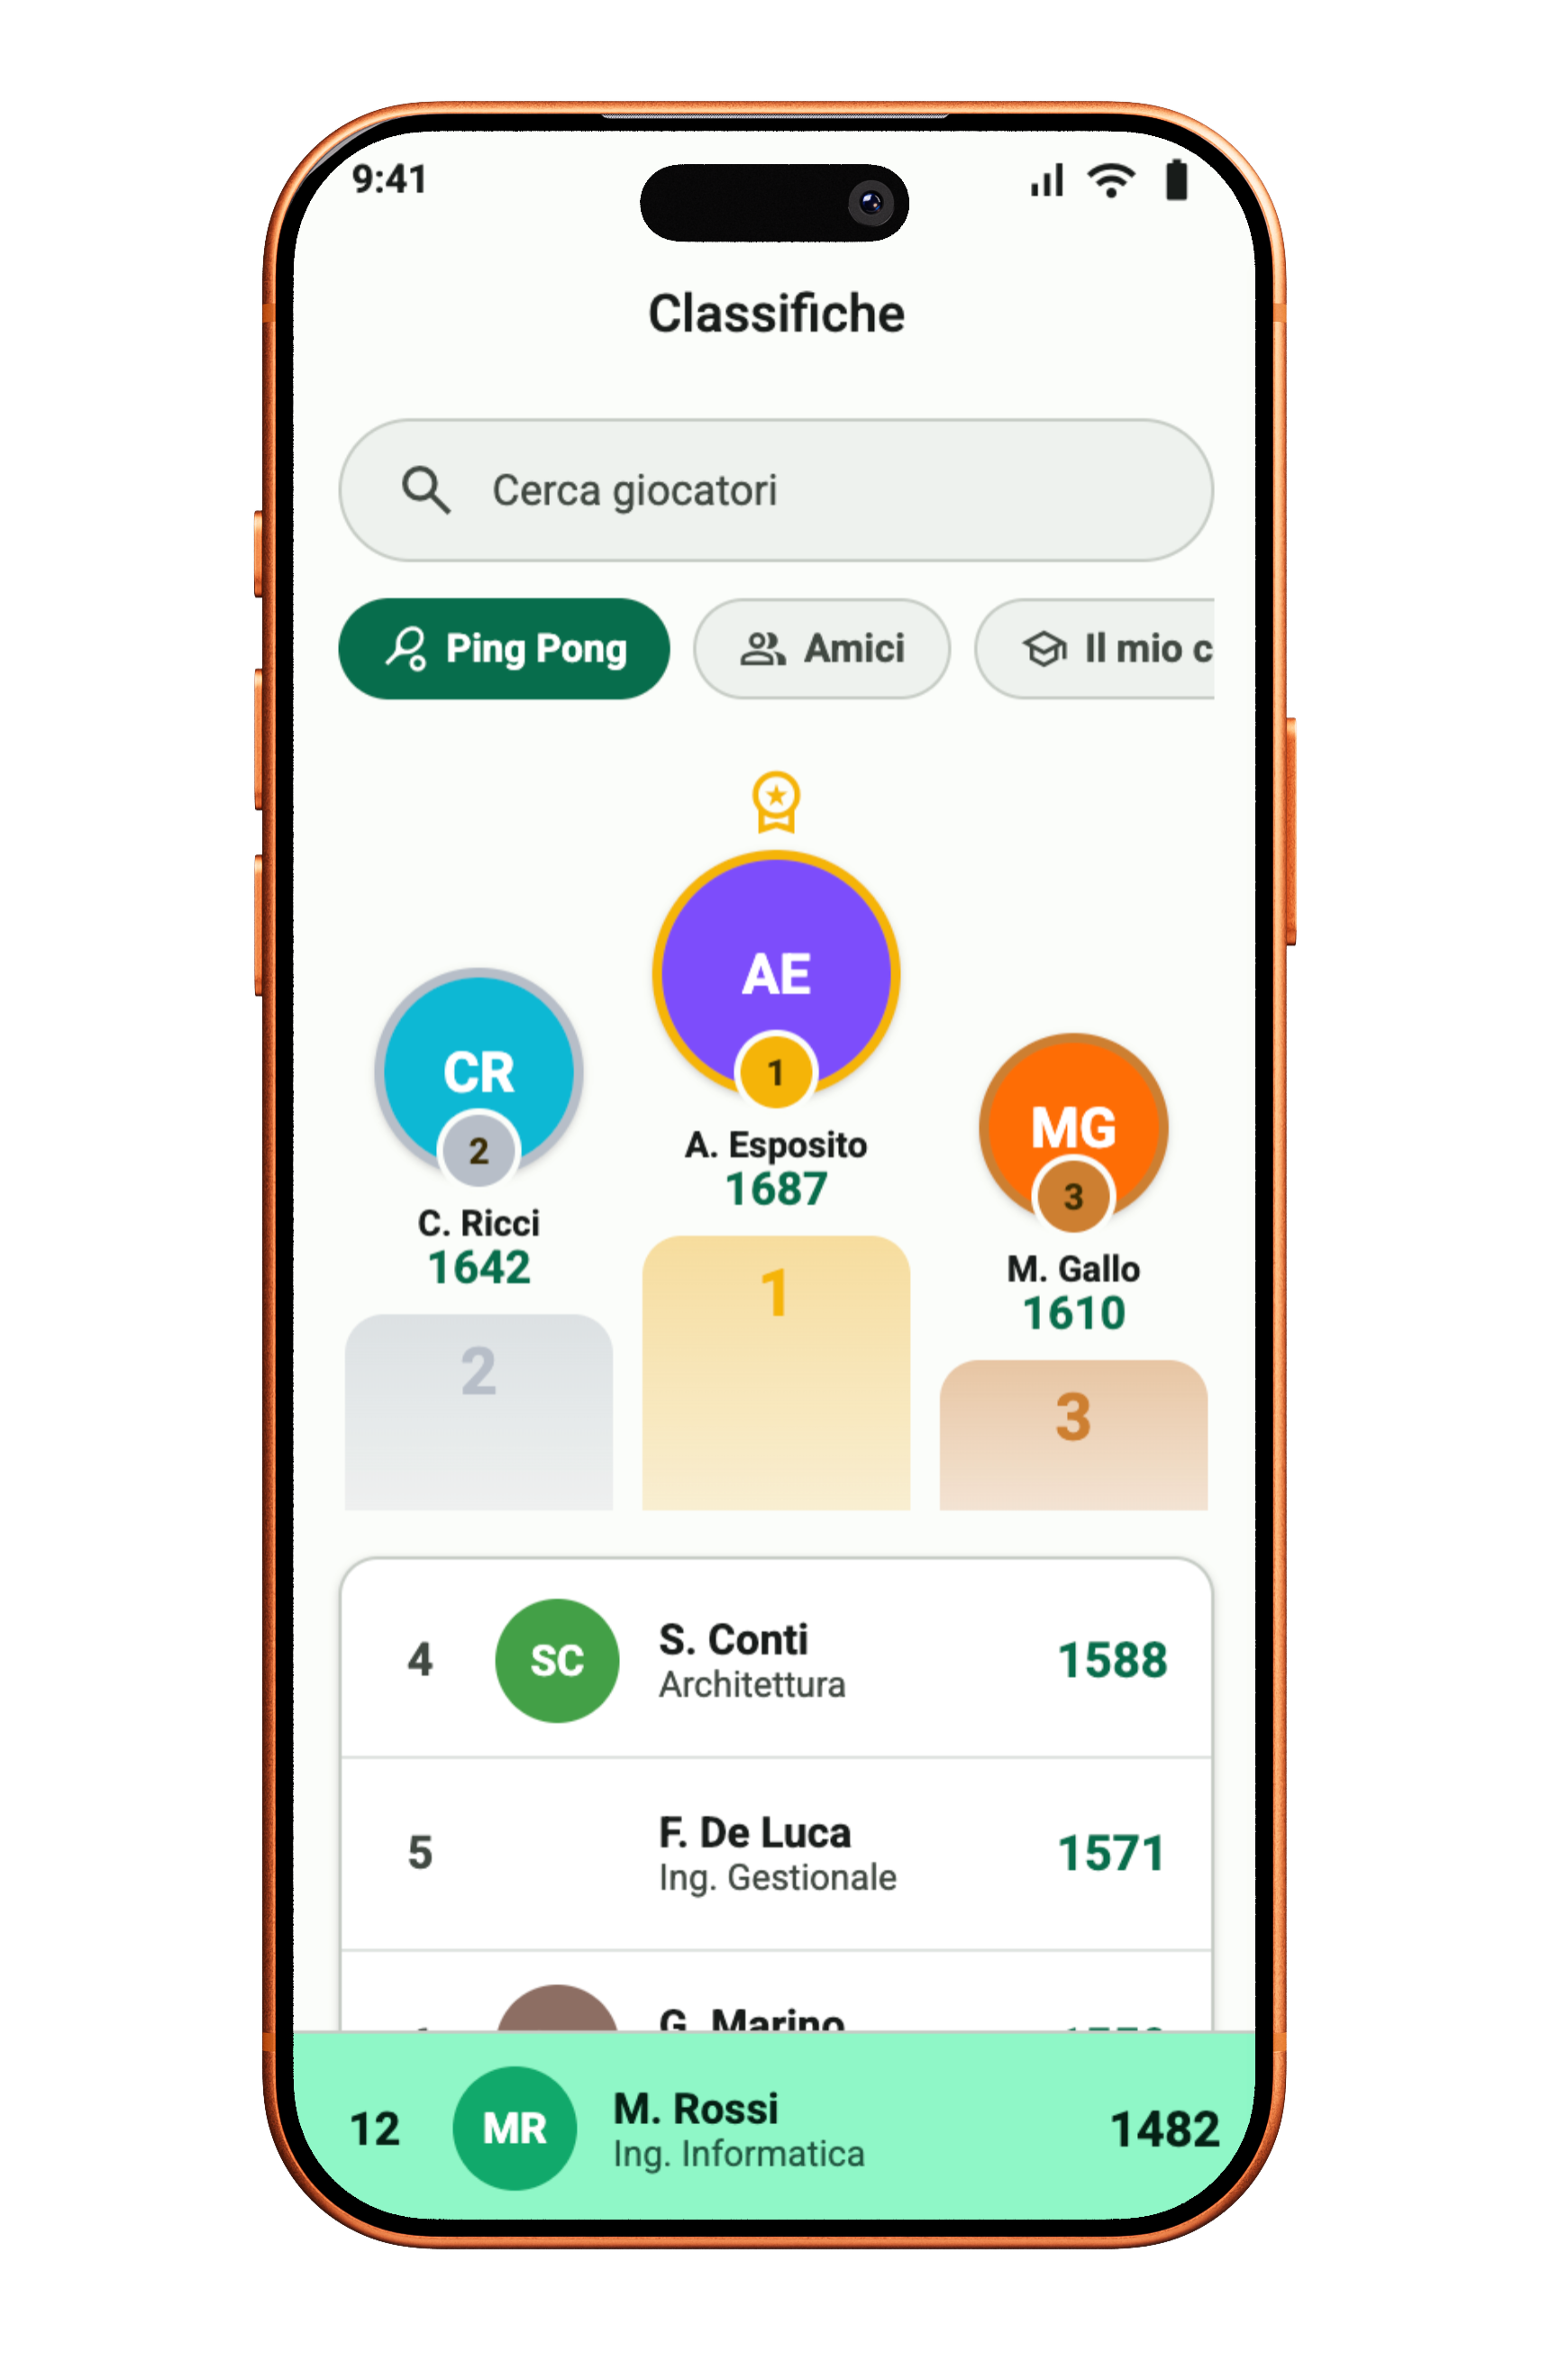 9:41
Classifiche
Cerca giocatori
Ping Pong
Amici
Il mio c
AE
1
A. Esposito
1687
CR
2
C. Ricci
1642
MG
3
M. Gallo
1610
1
2
3
4
SC
S. Conti
Architettura
1588
5
F. De Luca
Ing. Gestionale
1571
G. Marino
12
MR
M. Rossi
Ing. Informatica
1482